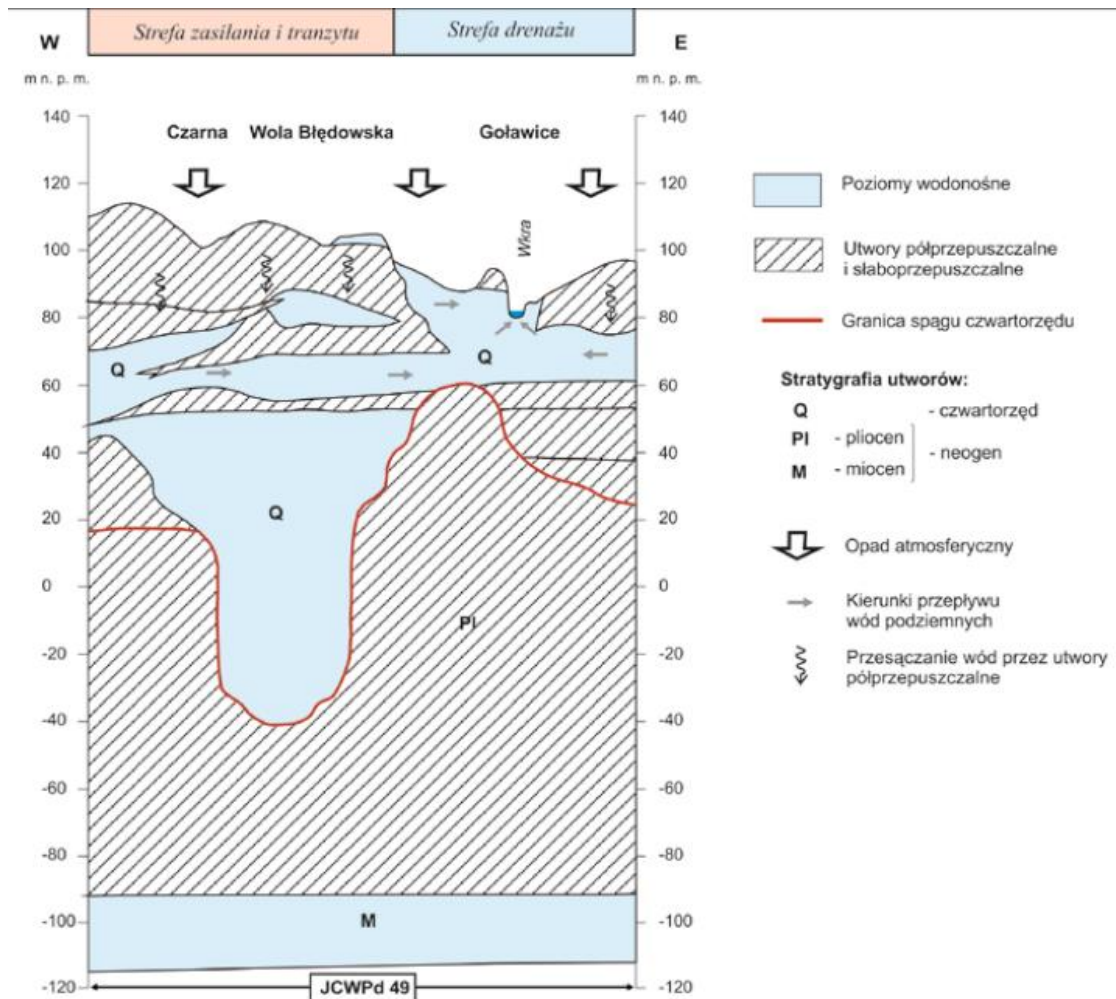 Strefa zasilania i tranzytu
Strefa drenażu
W
E
m n. p. m.
m n. p. m.
140
120
100
80
60
40
20
0
-20
-40
-60
-80
-100
-120
140
120
100
80
60
40
20
0
-20
-40
-60
-80
-100
-120
Czarna
Wola Błędowska
Goławice
Wkra
Q
Q
Q
Pl
M
JCWPd 49
Poziomy wodonośne
Utwory półprzepuszczalne
i słaboprzepuszczalne
Granica spągu czwartorzędu
Stratygrafia utworów:
Q - czwartorzęd
Pl - pliocen
M - miocen
- neogen
Opad atmosferyczny
Kierunki przepływu
wód podziemnych
Przesączanie wód przez utwory
półprzepuszczalne